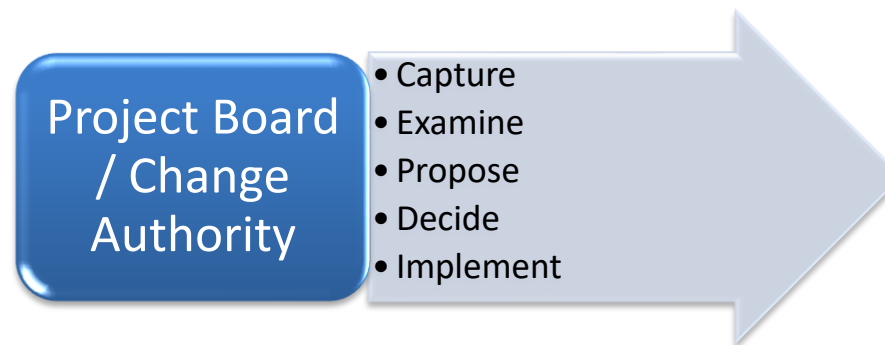 Project Board
/ Change
Authority
• Capture
• Examine
• Propose
• Decide
• Implement